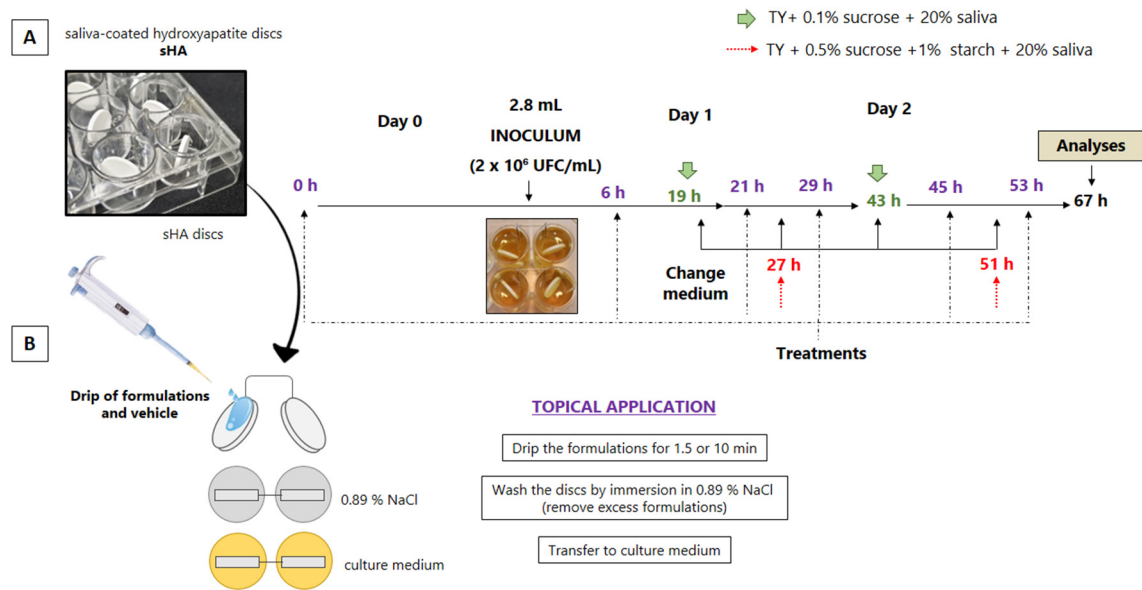 A
saliva-coated hydroxyapatite discs
sHA
TY+ 0.1% sucrose + 20% saliva
TY + 0.5% sucrose +1% starch + 20% saliva
Day 0
2.8 mL
INOCULUM
(2 x 10⁶ UFC/mL)
Day 1
Day 2
Analyses
0 h
6 h
19 h
21 h
29 h
43 h
45 h
53 h
67 h
sHA discs
Change
medium
27 h
51 h
Treatments
B
Drip of formulations
and vehicle
TOPICAL APPLICATION
Drip the formulations for 1.5 or 10 min
0.89 % NaCl
Wash the discs by immersion in 0.89 % NaCl
(remove excess formulations)
culture medium
Transfer to culture medium